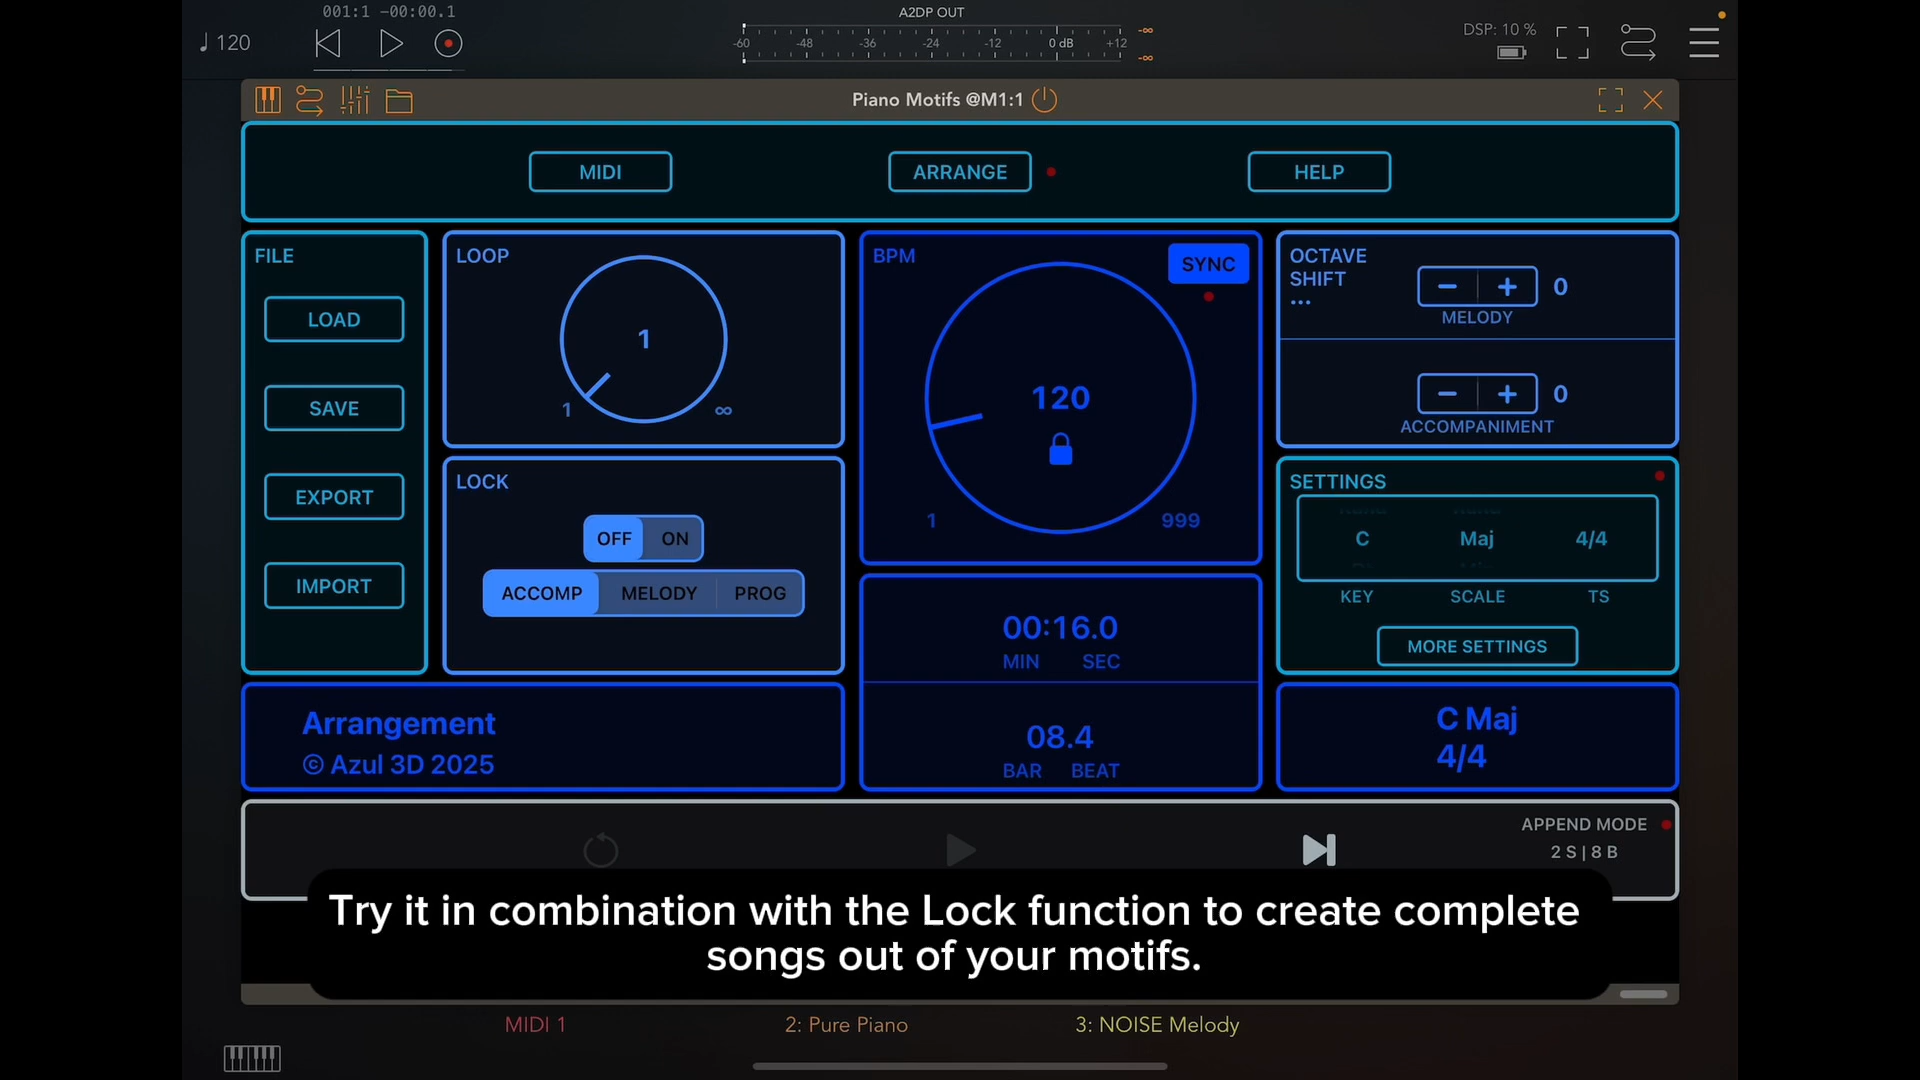 001:1 -00:00.1
A2DP OUT
120
-60 -48 -36 -24 -12 0 dB +12 -∞
-∞
DSP: 10 %
Piano Motifs @M1:1
MIDI
ARRANGE
HELP
FILE
LOAD
SAVE
EXPORT
IMPORT
LOOP
1
1 ∞
LOCK
OFF ON
ACCOMP MELODY PROG
BPM
SYNC
120
1 999
00:16.0
MIN SEC
08.4
BAR BEAT
OCTAVE
SHIFT
...
− + 0
MELODY
− + 0
ACCOMPANIMENT
SETTINGS
C Maj 4/4
KEY SCALE TS
MORE SETTINGS
Arrangement
© Azul 3D 2025
C Maj
4/4
APPEND MODE
2 S | 8 B
Try it in combination with the Lock function to create complete
songs out of your motifs.
MIDI 1
2: Pure Piano
3: NOISE Melody